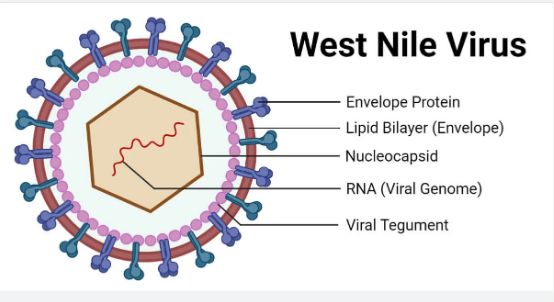 West Nile Virus
Envelope Protein
Lipid Bilayer (Envelope)
Nucleocapsid
RNA (Viral Genome)
Viral Tegument